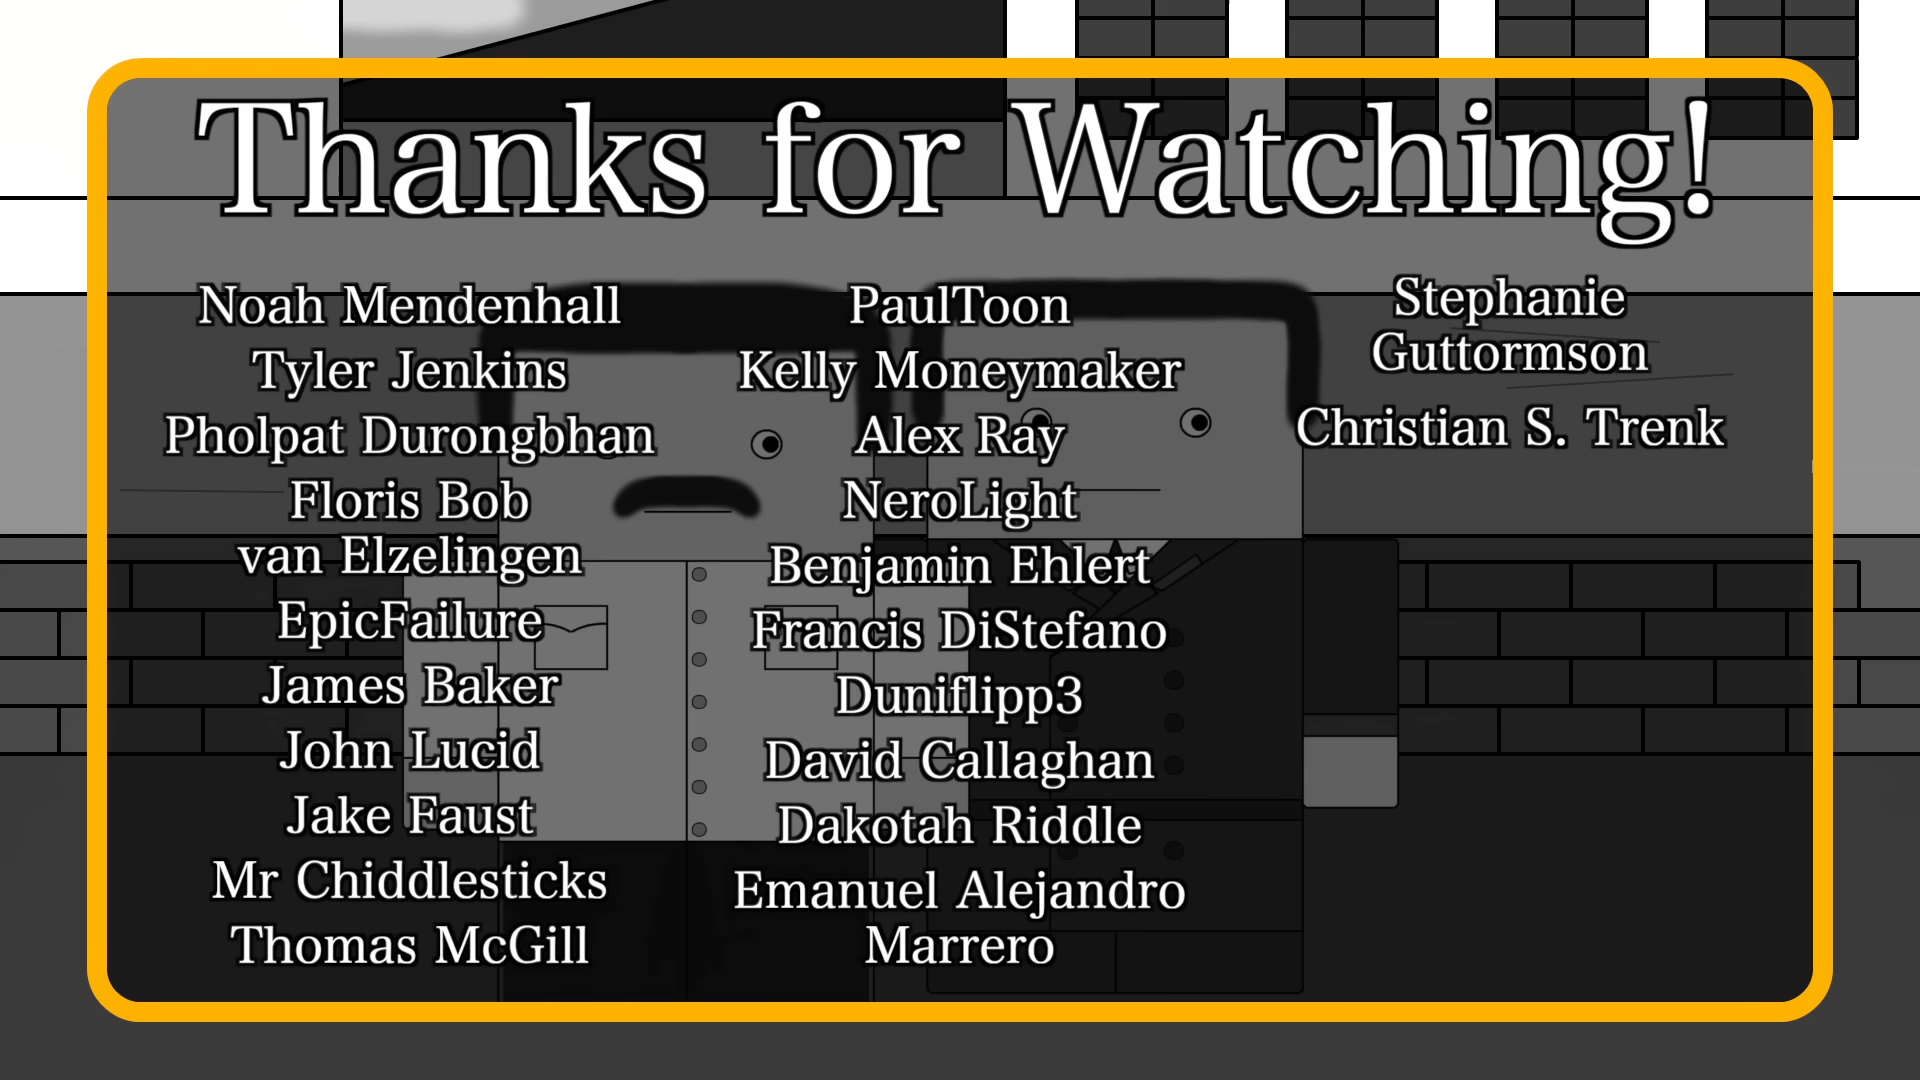 Thanks for Watching!
Noah Mendenhall
Tyler Jenkins
Pholpat Durongbhan
Floris Bob
van Elzelingen
EpicFailure
James Baker
John Lucid
Jake Faust
Mr Chiddlesticks
Thomas McGill
PaulToon
Kelly Moneymaker
Alex Ray
NeroLight
Benjamin Ehlert
Francis DiStefano
Duniflipp3
David Callaghan
Dakotah Riddle
Emanuel Alejandro
Marrero
Stephanie
Guttormson
Christian S. Trenk